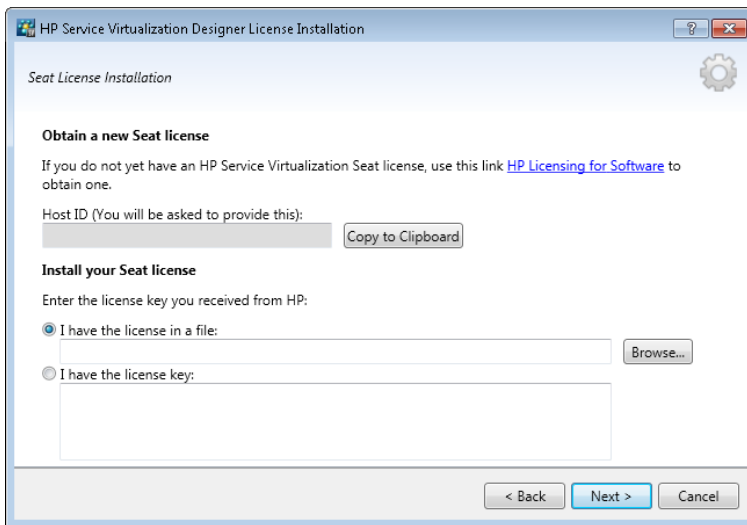 HP Service Virtualization Designer License Installation
Seat License Installation
Obtain a new Seat license
If you do not yet have an HP Service Virtualization Seat license, use this link HP Licensing for Software to
obtain one.
Host ID (You will be asked to provide this):
Copy to Clipboard
Install your Seat license
Enter the license key you received from HP:
I have the license in a file:
Browse...
I have the license key:
< Back Next > Cancel